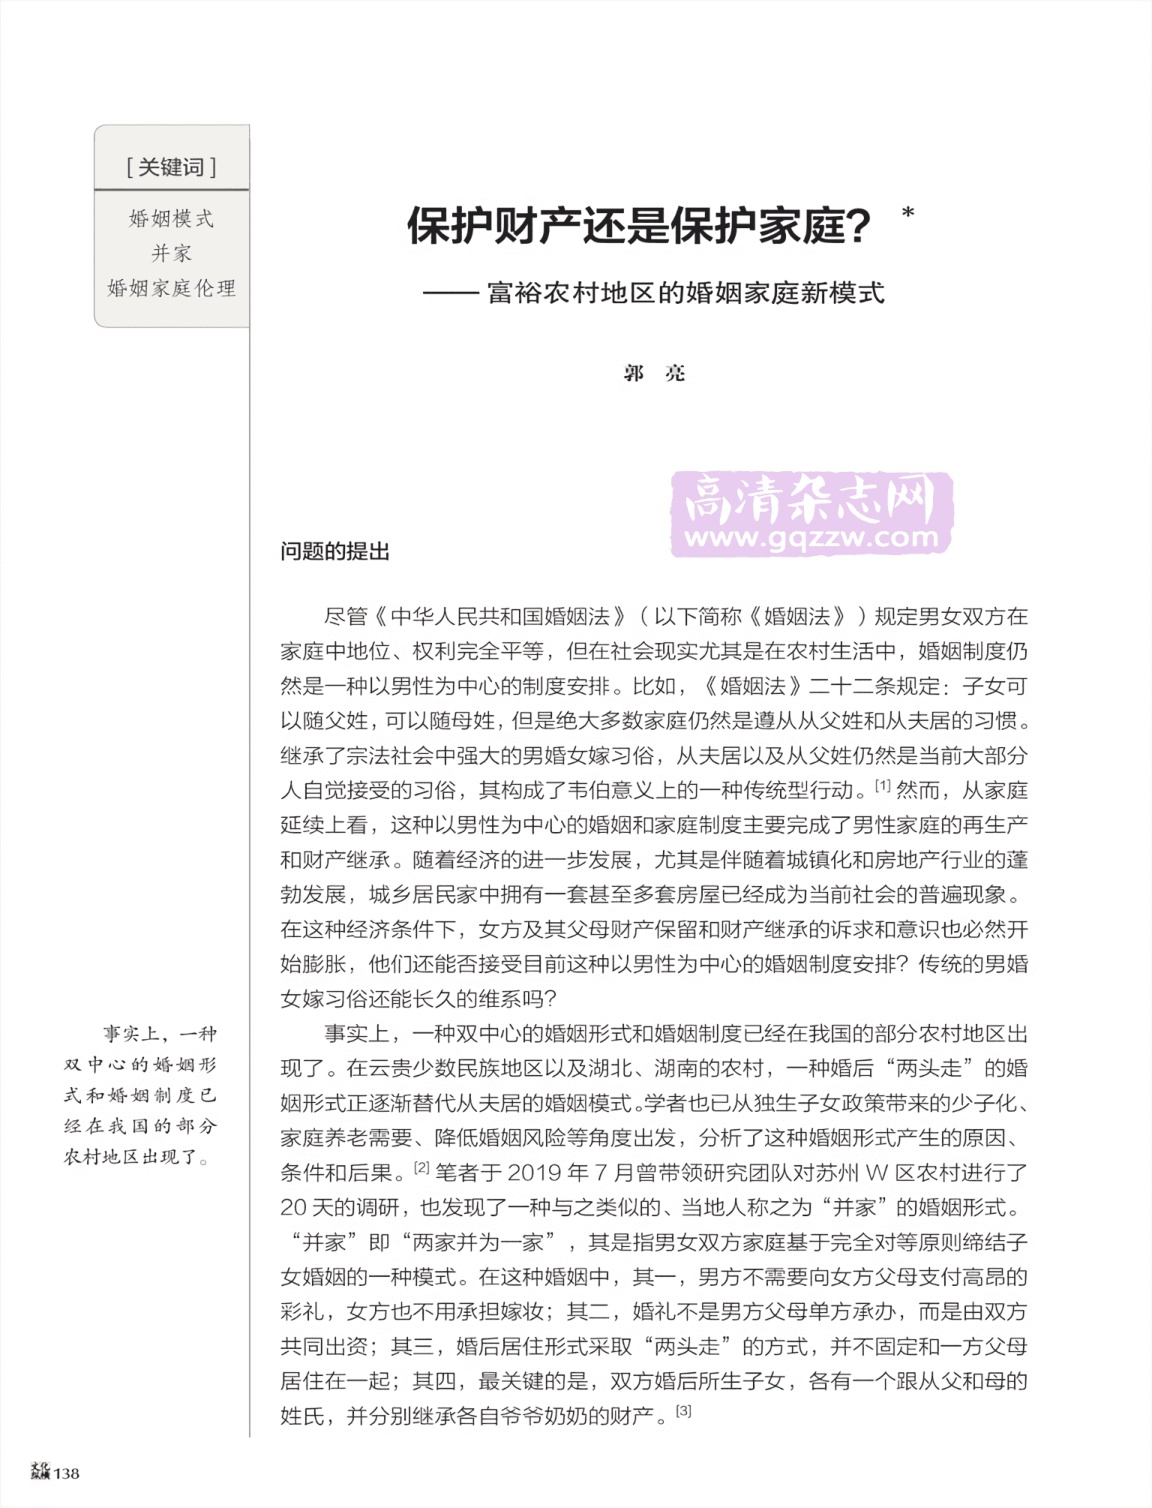 [ 关键词 ]
婚姻模式
并家
婚姻家庭伦理
保护财产还是保护家庭？*
—— 富裕农村地区的婚姻家庭新模式
郭 亮
高清杂志网
www.gqzzw.com
问题的提出
尽管《中华人民共和国婚姻法》（以下简称《婚姻法》）规定男女双方在
家庭中地位、权利完全平等，但在社会现实尤其是在农村生活中，婚姻制度仍
然是一种以男性为中心的制度安排。比如，《婚姻法》二十二条规定：子女可
以随父姓，可以随母姓，但是绝大多数家庭仍然是遵从从父姓和从夫居的习惯。
继承了宗法社会中强大的男婚女嫁习俗，从夫居以及从父姓仍然是当前大部分
人自觉接受的习俗，其构成了韦伯意义上的一种传统型行动。[1] 然而，从家庭
延续上看，这种以男性为中心的婚姻和家庭制度主要完成了男性家庭的再生产
和财产继承。随着经济的进一步发展，尤其是伴随着城镇化和房地产行业的蓬
勃发展，城乡居民家中拥有一套甚至多套房屋已经成为当前社会的普遍现象。
在这种经济条件下，女方及其父母财产保留和财产继承的诉求和意识也必然开
始膨胀，他们还能否接受目前这种以男性为中心的婚姻制度安排？传统的男婚
女嫁习俗还能长久的维系吗？
事实上，一种双中心的婚姻形式和婚姻制度已经在我国的部分农村地区出
现了。在云贵少数民族地区以及湖北、湖南的农村，一种婚后“两头走”的婚
姻形式正逐渐替代从夫居的婚姻模式。学者也已从独生子女政策带来的少子化、
家庭养老需要、降低婚姻风险等角度出发，分析了这种婚姻形式产生的原因、
条件和后果。[2] 笔者于 2019 年 7 月曾带领研究团队对苏州 W 区农村进行了
20 天的调研，也发现了一种与之类似的、当地人称之为“并家”的婚姻形式。
“并家”即“两家并为一家”，其是指男女双方家庭基于完全对等原则缔结子
女婚姻的一种模式。在这种婚姻中，其一，男方不需要向女方父母支付高昂的
彩礼，女方也不用承担嫁妆；其二，婚礼不是男方父母单方承办，而是由双方
共同出资；其三，婚后居住形式采取“两头走”的方式，并不固定和一方父母
居住在一起；其四，最关键的是，双方婚后所生子女，各有一个跟从父和母的
姓氏，并分别继承各自爷爷奶奶的财产。[3]
事实上，一种
双中心的婚姻形
式和婚姻制度已
经在我国的部分
农村地区出现了。
文化
纵横 138